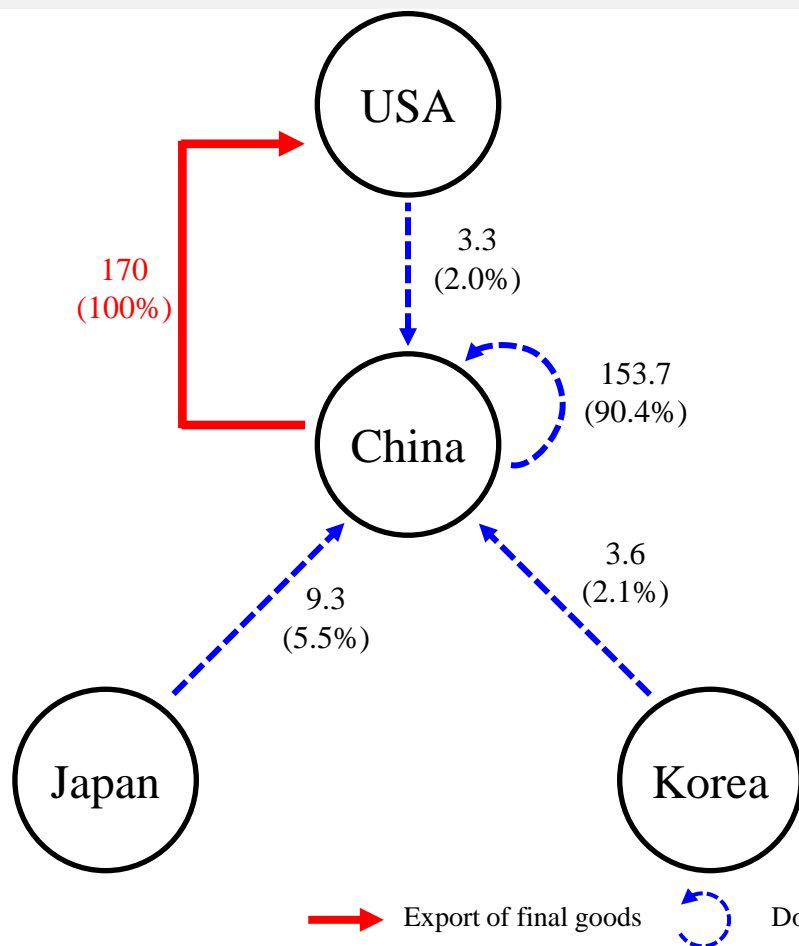 USA
3.3
(2.0%)
170
(100%)
153.7
(90.4%)
China
3.6
(2.1%)
9.3
(5.5%)
Japan
Korea
Export of final goods